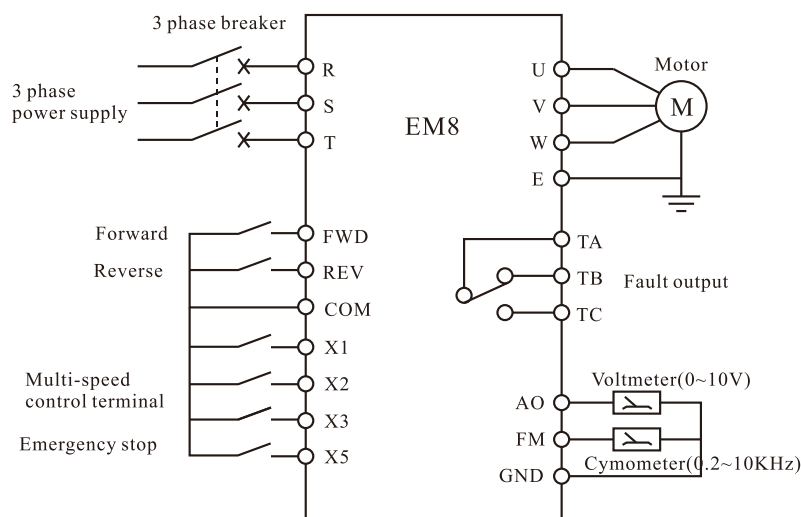 3 phase breaker
3 phase
power supply
R
S
T
EM8
U
V
W
E
Motor
M
Forward
Reverse
FWD
REV
COM
X1
X2
X3
X5
Multi-speed
control terminal
Emergency stop
TA
TB
TC
Fault output
Voltmeter(0~10V)
AO
FM
Cymometer(0.2~10KHz)
GND